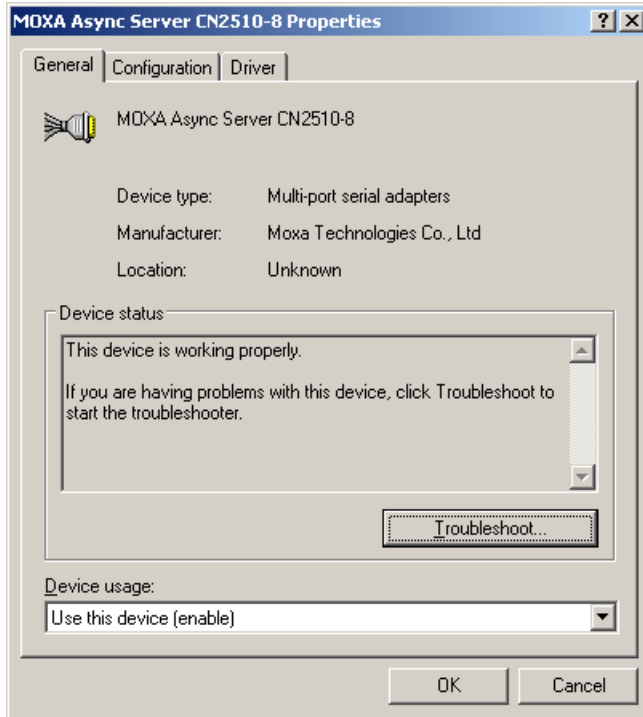 MOXA Async Server CN2510-8 Properties
General Configuration Driver
MOXA Async Server CN2510-8
Device type: Multi-port serial adapters
Manufacturer: Moxa Technologies Co., Ltd
Location: Unknown
Device status
This device is working properly.
If you are having problems with this device, click Troubleshoot to
start the troubleshooter.
Troubleshoot...
Device usage:
Use this device (enable)
OK Cancel